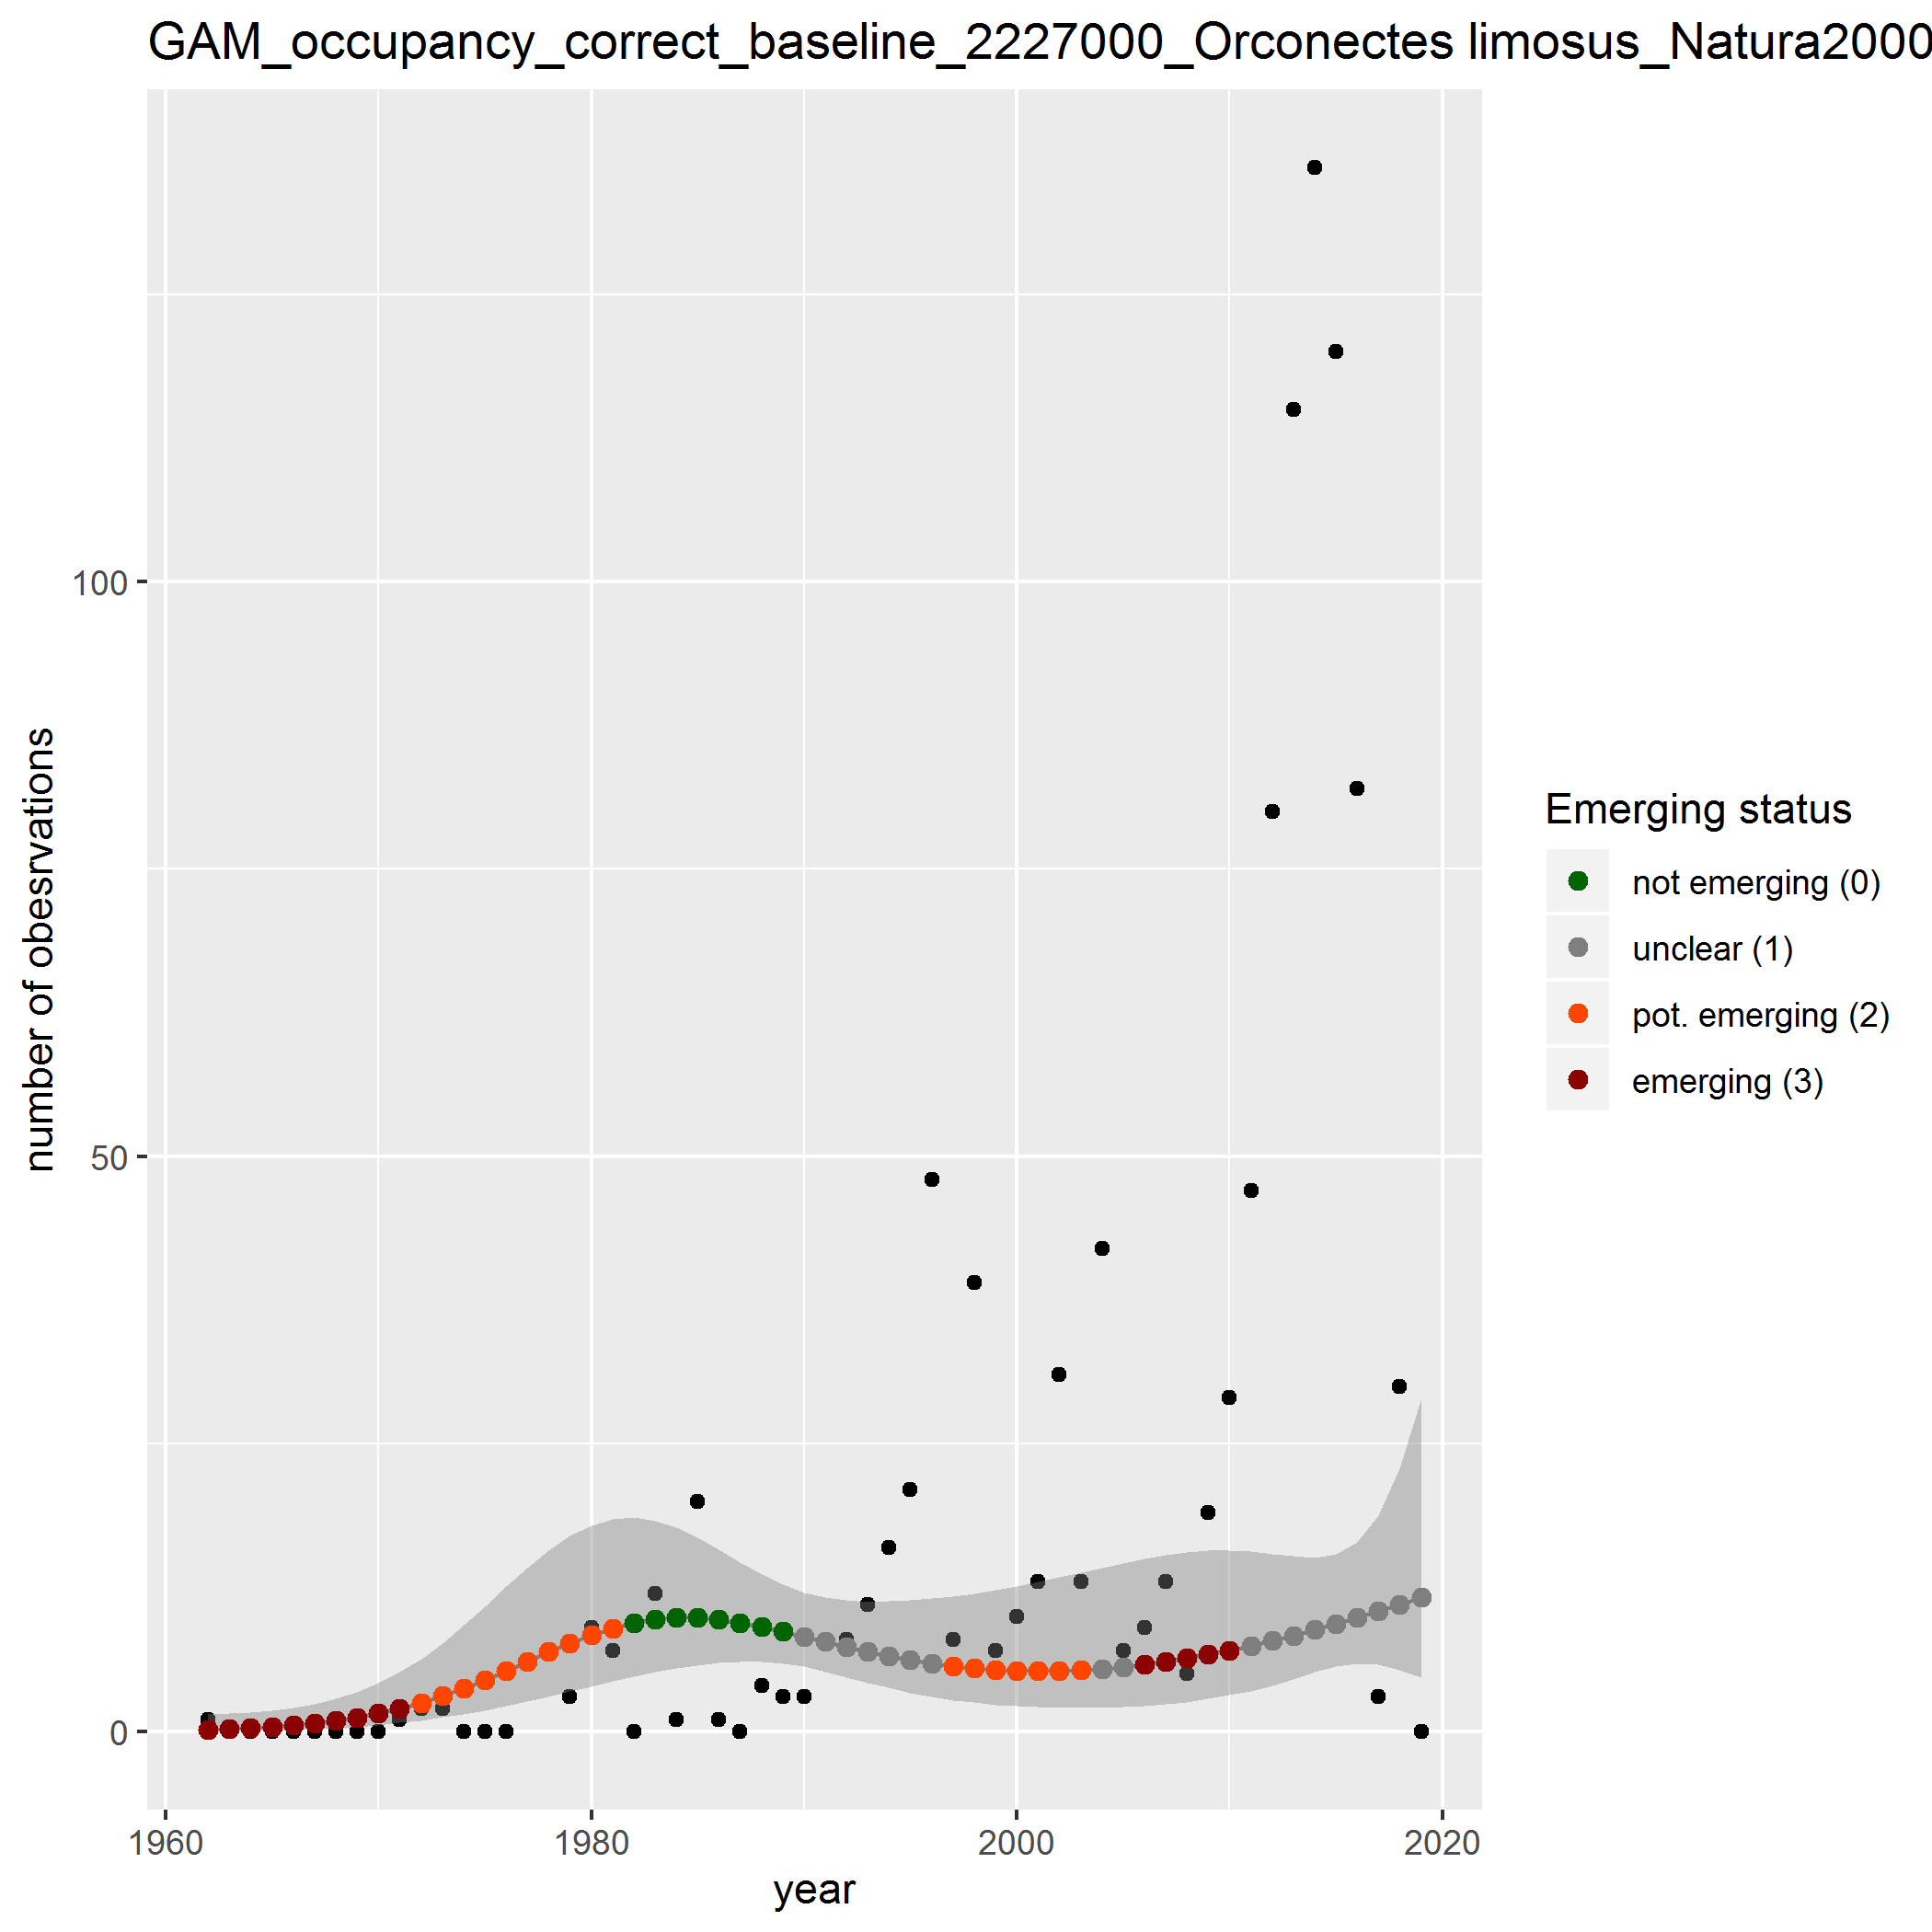 GAM_occupancy_correct_baseline_2227000_Orconectes limosus_Natura2000
number of obesrvations
100
50
0
1960
1980
2000
2020
year
Emerging status
not emerging (0)
unclear (1)
pot. emerging (2)
emerging (3)